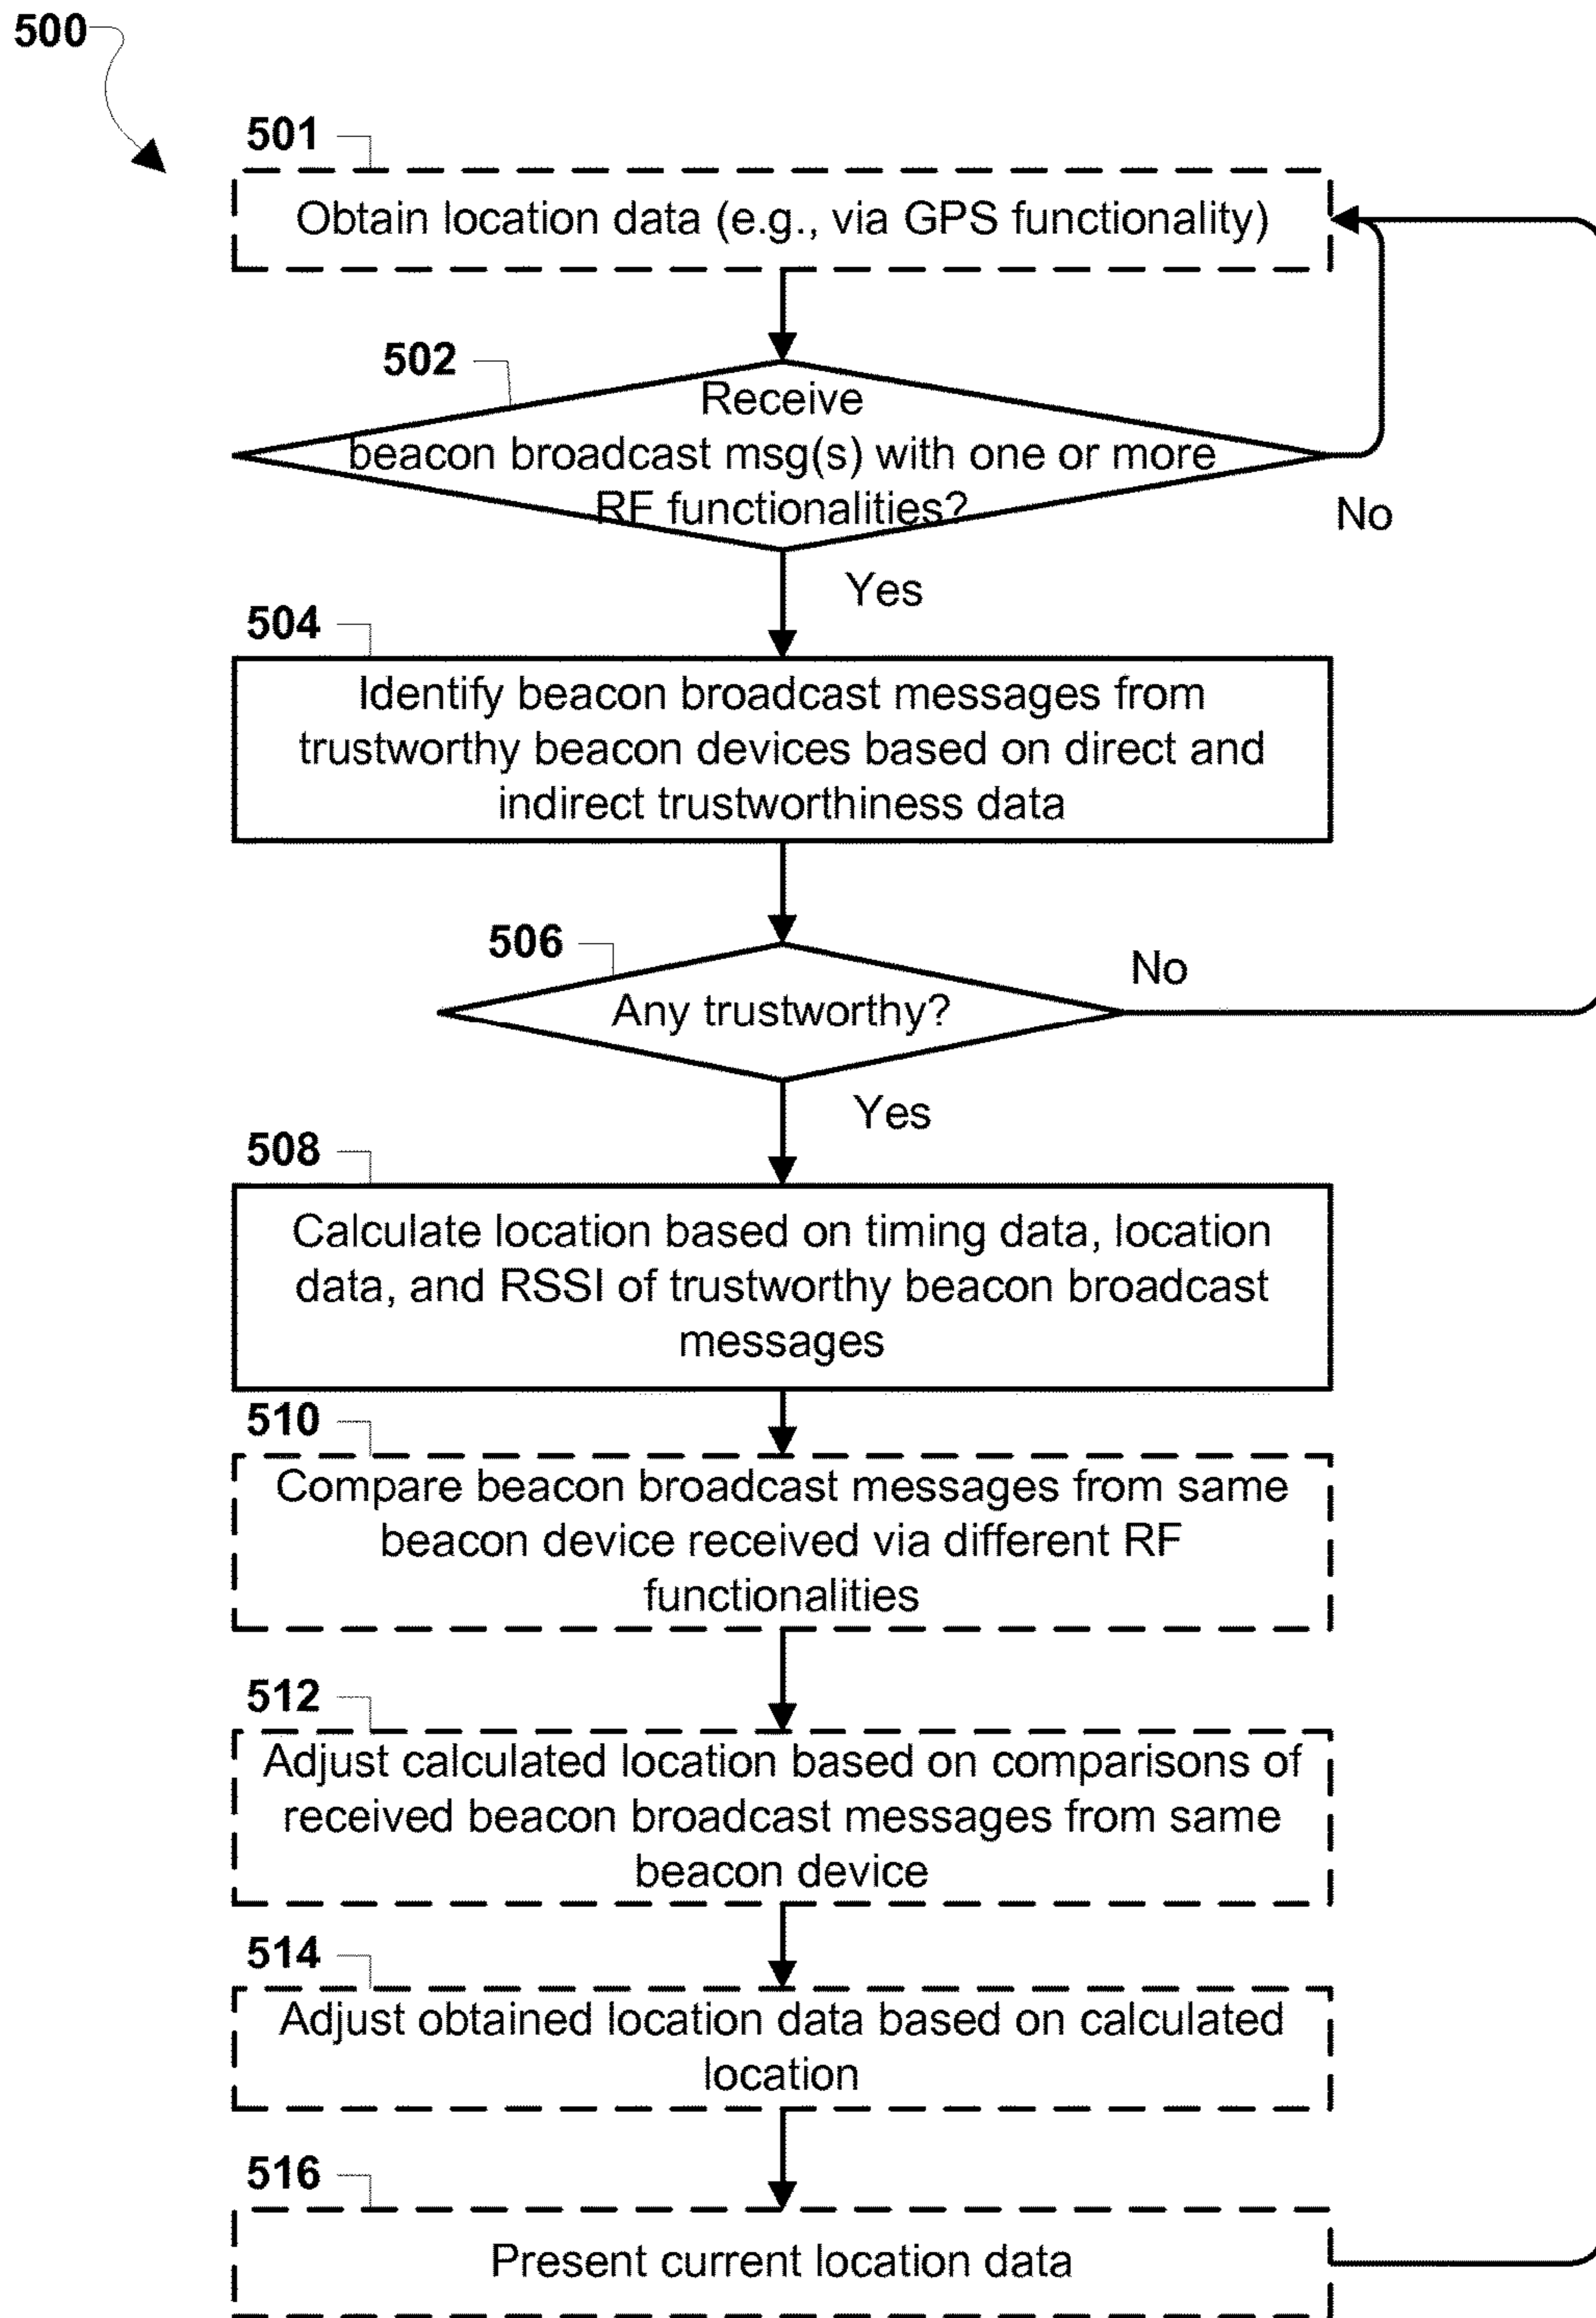 500
501
Obtain location data (e.g., via GPS functionality)
502
Receive
beacon broadcast msg(s) with one or more
RF functionalities?
No
Yes
504
Identify beacon broadcast messages from
trustworthy beacon devices based on direct and
indirect trustworthiness data
506
No
Any trustworthy?
Yes
508
Calculate location based on timing data, location
data, and RSSI of trustworthy beacon broadcast
messages
510
Compare beacon broadcast messages from same
beacon device received via different RF
functionalities
512
Adjust calculated location based on comparisons of
received beacon broadcast messages from same
beacon device
514
Adjust obtained location data based on calculated
location
516
Present current location data